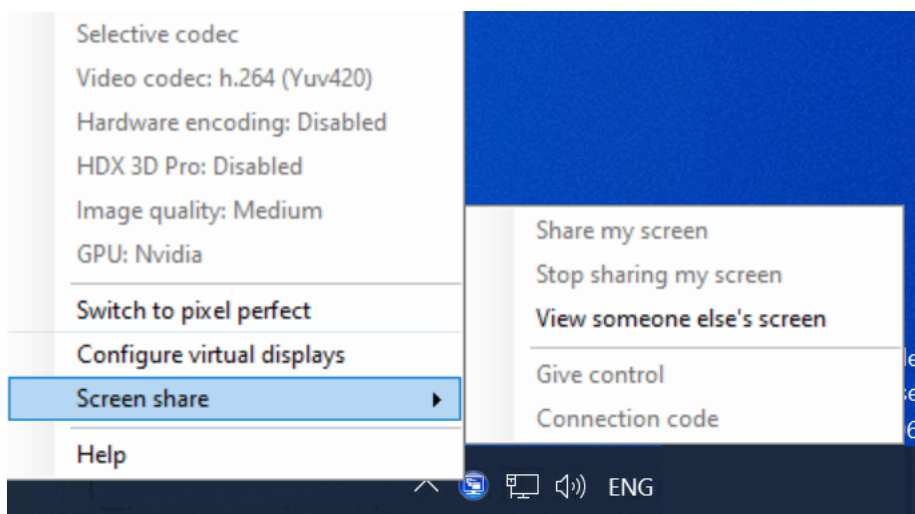 Selective codec
Video codec: h.264 (Yuv420)
Hardware encoding: Disabled
HDX 3D Pro: Disabled
Image quality: Medium
GPU: Nvidia
Switch to pixel perfect
Configure virtual displays
Screen share
Help
Share my screen
Stop sharing my screen
View someone else's screen
Give control
Connection code
ENG